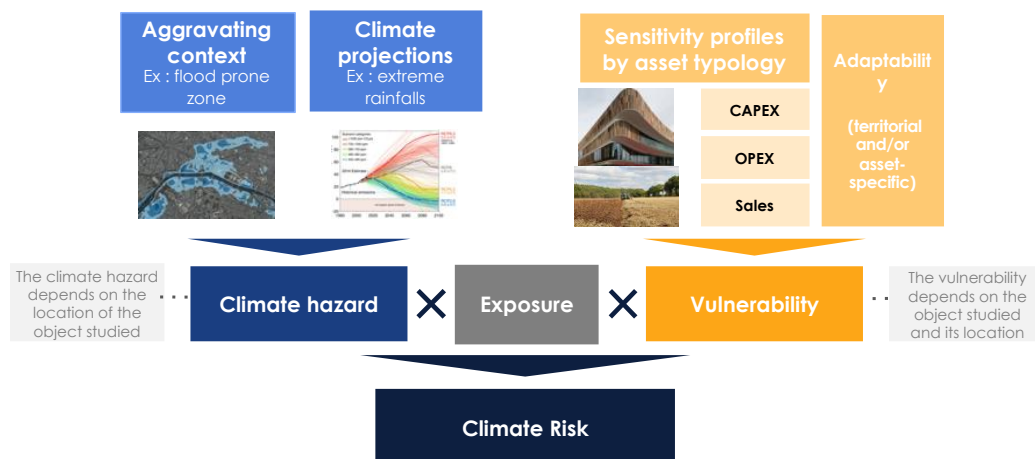 Aggravating
context
Ex : flood prone
zone
Climate
projections
Ex : extreme
rainfalls
Sensitivity profiles
by asset typology
Adaptabilit
y
(territorial
and/or
asset-
specific)
CAPEX
OPEX
Sales
The climate hazard
depends on the
location of the
object studied
Climate hazard
Exposure
Vulnerability
The
vulnerability
depends on the
object studied
and its location
Climate Risk